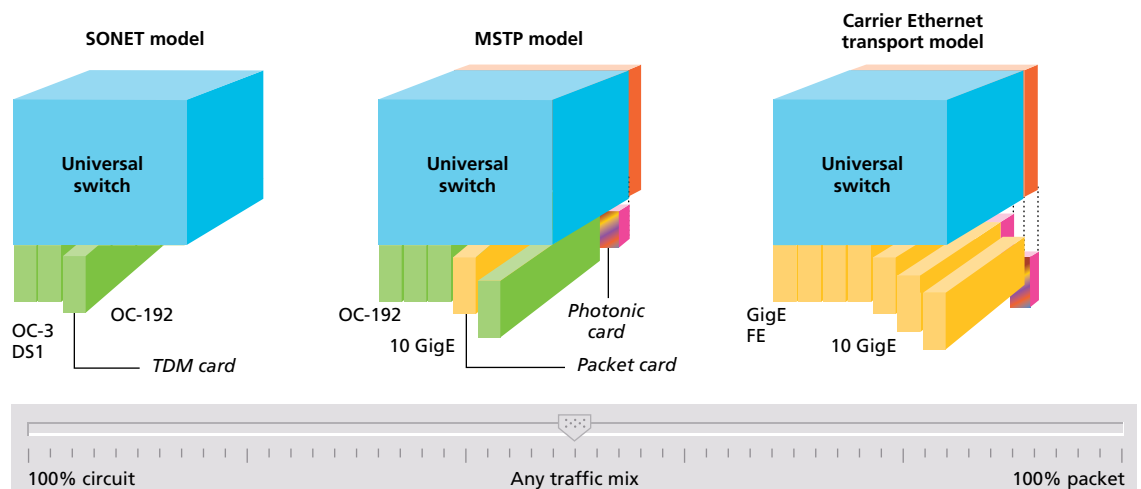 SONET model
MSTP model
Carrier Ethernet
transport model
Universal
switch
Universal
switch
Universal
switch
OC-3
DS1
OC-192
TDM card
OC-192
10 GigE
Photonic
card
Packet card
GigE
FE
10 GigE
100% circuit
Any traffic mix
100% packet